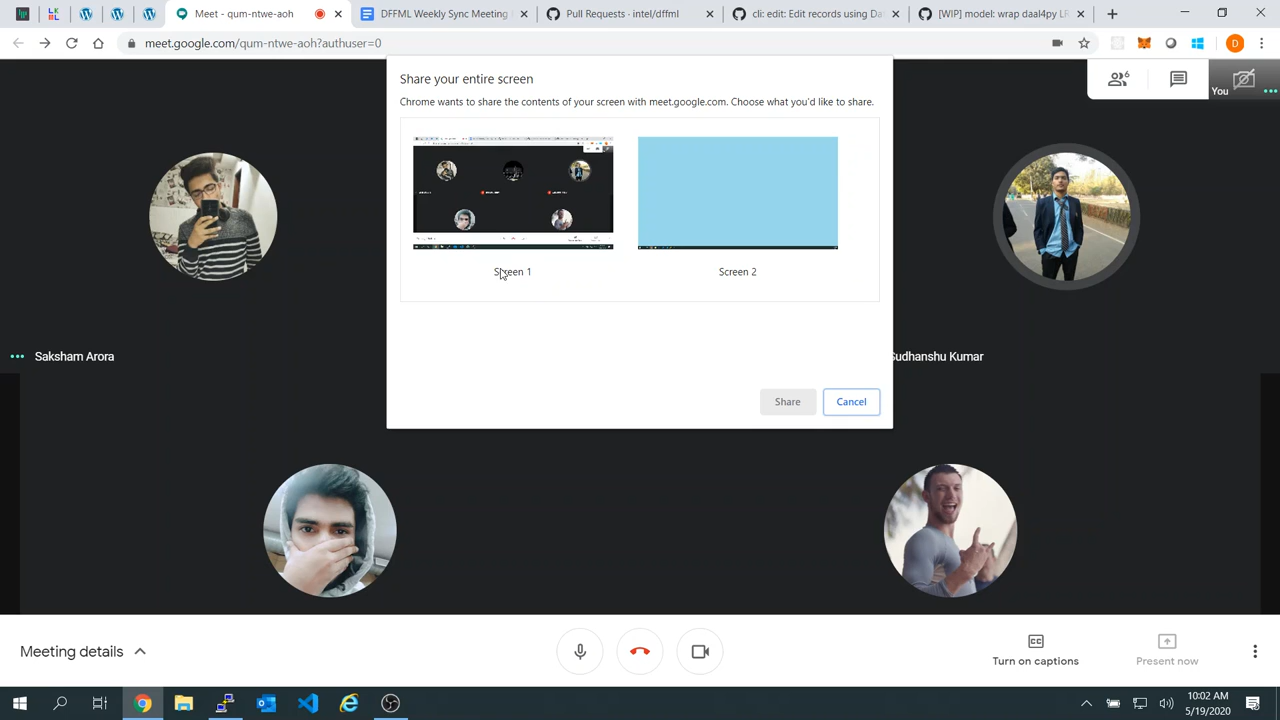 Meet - qum-ntwe-aoh
DFFML Weekly Sync Meeting
Pull Requests · intel/dffml
cli: edit: Edit records using Da
[WIP] model: wrap daal4py LR
meet.google.com/qum-ntwe-aoh?authuser=0
D
Share your entire screen
Chrome wants to share the contents of your screen with meet.google.com. Choose what you'd like to share.
6
You
Screen 1
Screen 2
Saksham Arora
Sudhanshu Kumar
Share
Cancel
Meeting details
CC
Turn on captions
Present now
10:02 AM
5/19/2020